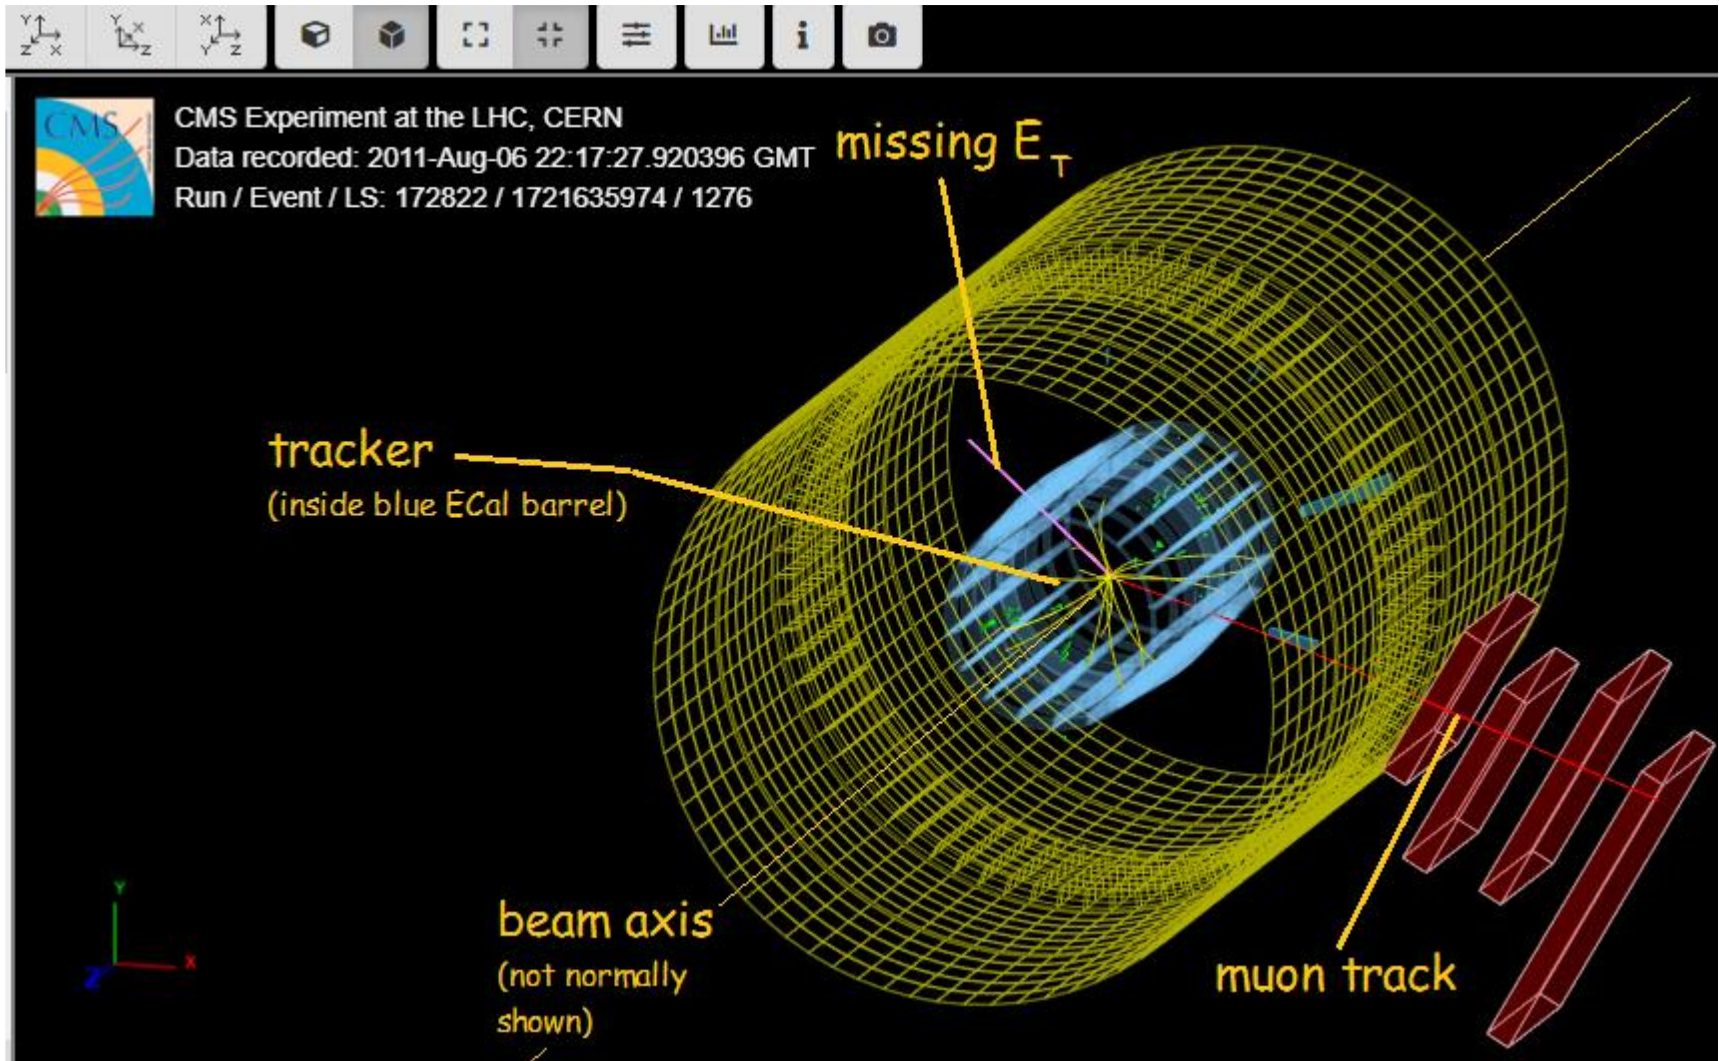 Y
Z X
Y X
Z
X
Y Z
i
CMS
CMS Experiment at the LHC, CERN
Data recorded: 2011-Aug-06 22:17:27.920396 GMT
Run / Event / LS: 172822 / 1721635974 / 1276
missing E T
tracker
(inside blue ECal barrel)
beam axis
(not normally
shown)
muon track
Y
X
Z